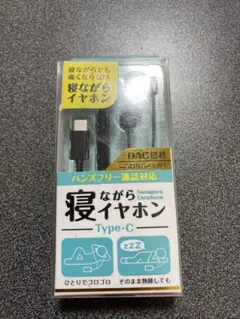 寝ながらでも
痛くならない
寝ながら
イヤホン
DAC搭載
ハンズフリー通話対応
寝ながら
Nenagara
Earphone
イヤホン
Type-C
zzz
ひとりでゴロゴロ
そのまま熟睡しても